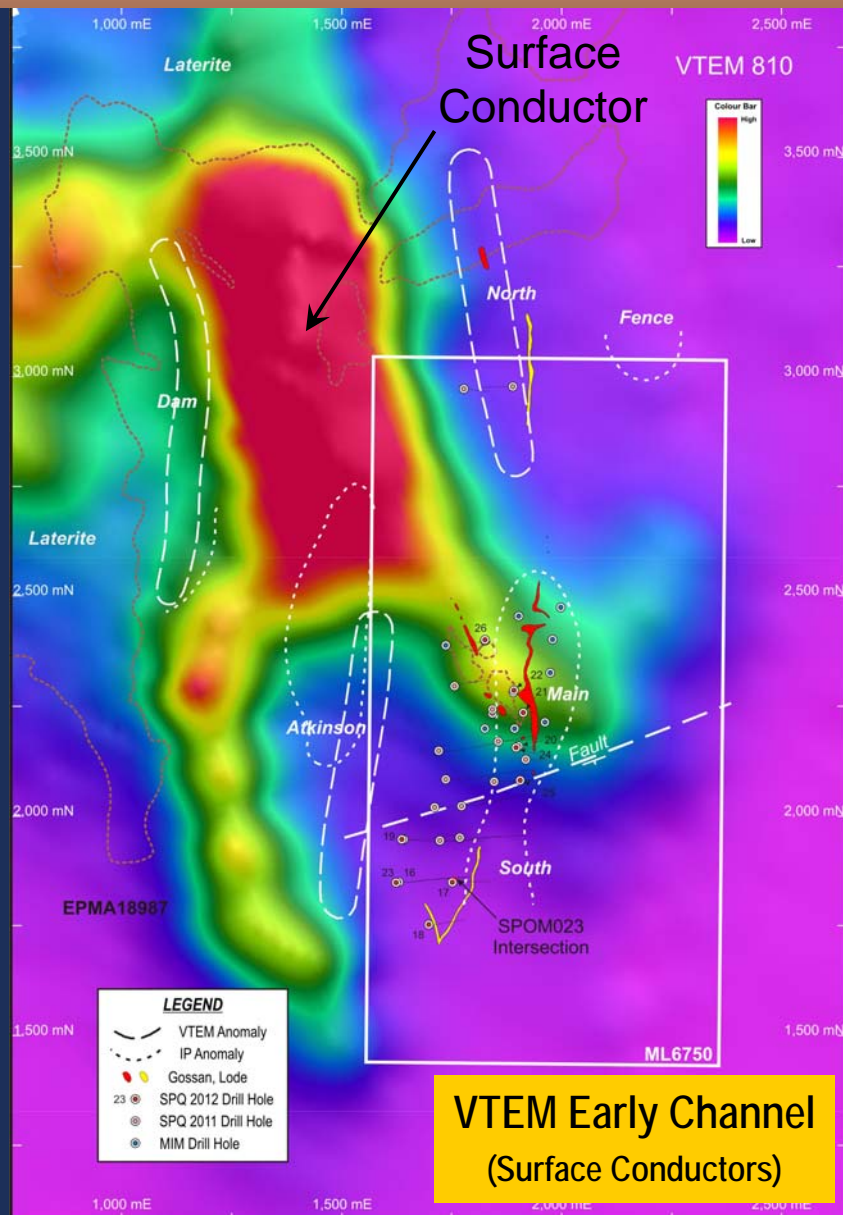 1,000 mE 1,500 mE 2,000 mE 2,500 mE
Laterite
Surface
Conductor
VTEM 810
Colour Bar
High
Low
3,500 mN 3,500 mN
North
Fence
3,000 mN 3,000 mN
Dam
Laterite
2,500 mN 2,500 mN
26
22
21
Main
Atkinson
20
Fault
24
25
2,000 mN 2,000 mN
19
23 16
17
South
EPMA18987
SPOM023
Intersection
18
LEGEND
VTEM Anomaly
IP Anomaly
Gossan, Lode
23 SPQ 2012 Drill Hole
SPQ 2011 Drill Hole
MIM Drill Hole
1,500 mN 1,500 mN
ML6750
VTEM Early Channel
(Surface Conductors)
1,000 mE 1,500 mE 2,000 mE 2,500 mE